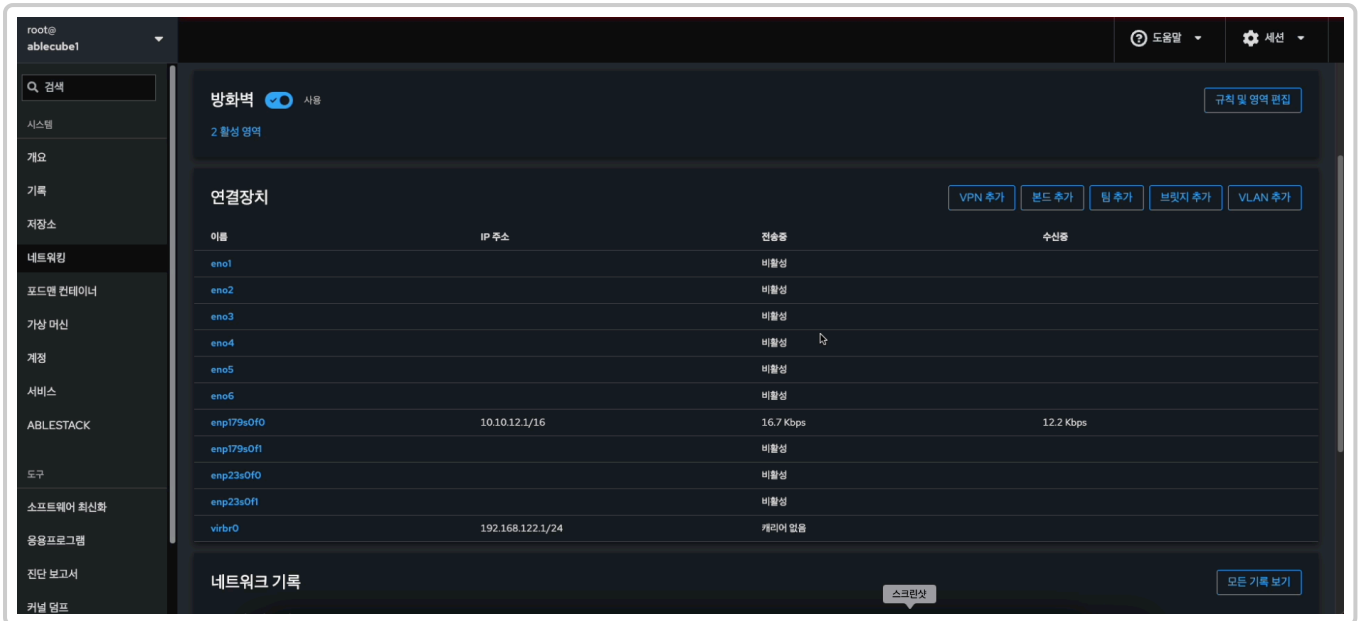 root@
ablecube1
도움말
세션
검색
시스템
개요
기록
저장소
네트워킹
포드맨 컨테이너
가상 머신
계정
서비스
ABLESTACK
도구
소프트웨어 최신화
응용프로그램
진단 보고서
커널 덤프
방화벽 사용 규칙 및 영역 편집
2 활성 영역
연결장치 VPN 추가 본드 추가 팀 추가 브릿지 추가 VLAN 추가
이름 IP 주소 전송중 수신중
eno1 비활성
eno2 비활성
eno3 비활성
eno4 비활성
eno5 비활성
eno6 비활성
enp179s0f0 10.10.12.1/16 16.7 Kbps 12.2 Kbps
enp179s0f1 비활성
enp23s0f0 비활성
enp23s0f1 비활성
virbr0 192.168.122.1/24 캐리어 없음
네트워크 기록 모든 기록 보기
스크린샷